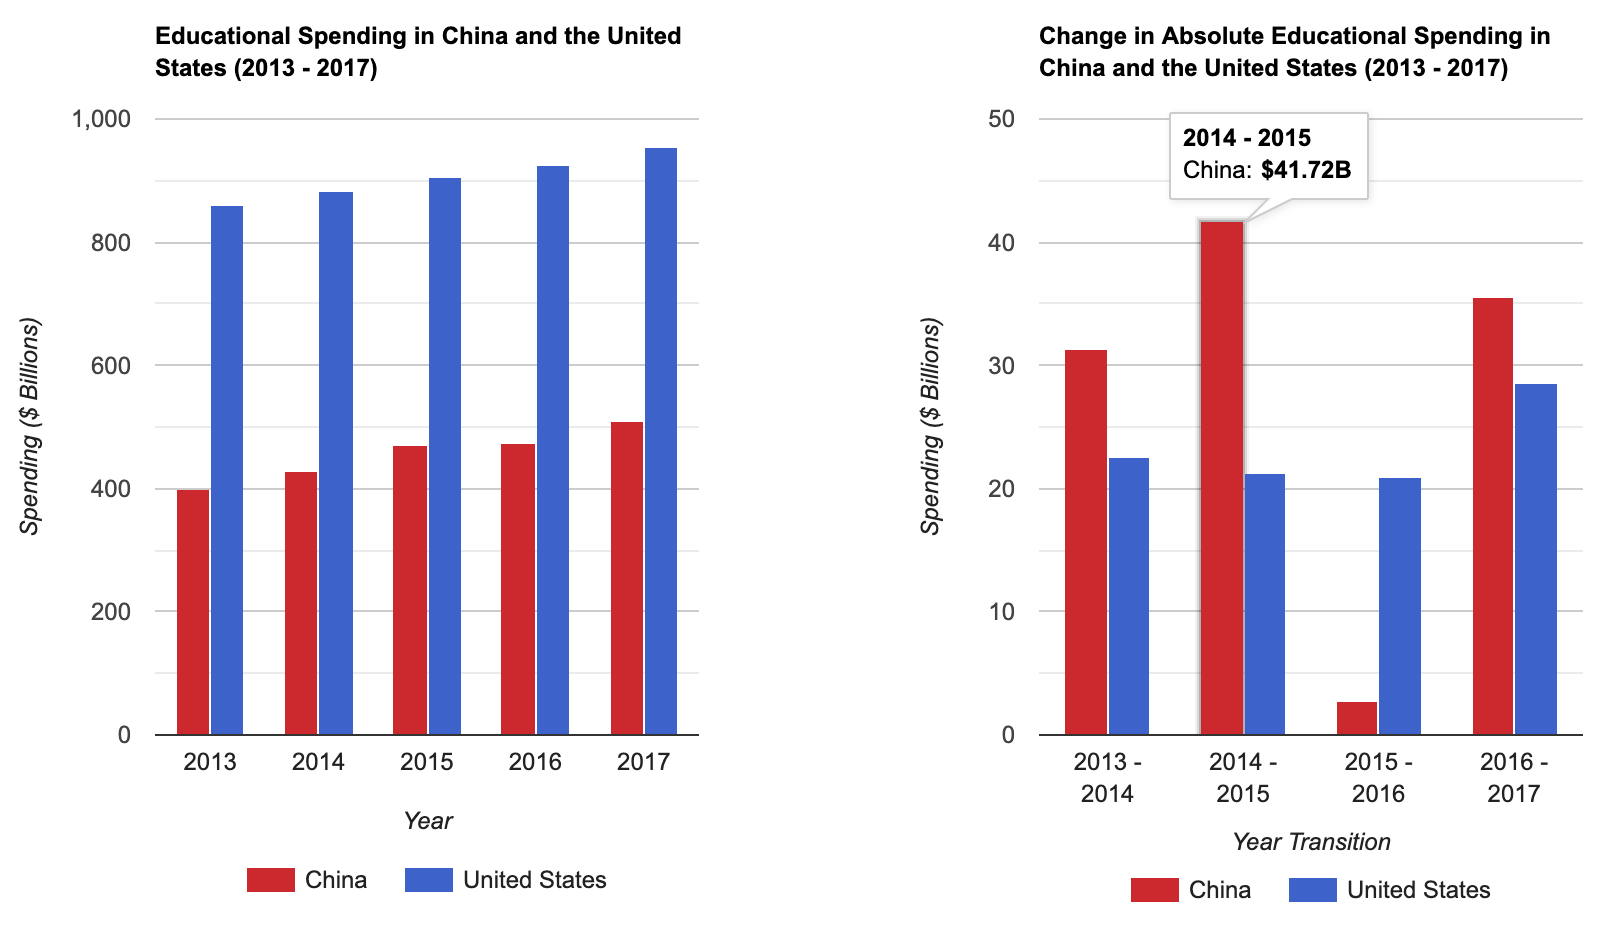 Educational Spending in China and the United
States (2013 - 2017)
1,000
800
600
400
200
0
Spending ($ Billions)
2013 2014 2015 2016 2017
Year
China United States
Change in Absolute Educational Spending in
China and the United States (2013 - 2017)
50
40
30
20
10
0
Spending ($ Billions)
2014 - 2015
China: $41.72B
2013 - 2014 - 2015 - 2016 -
2014 2015 2016 2017
Year Transition
China United States